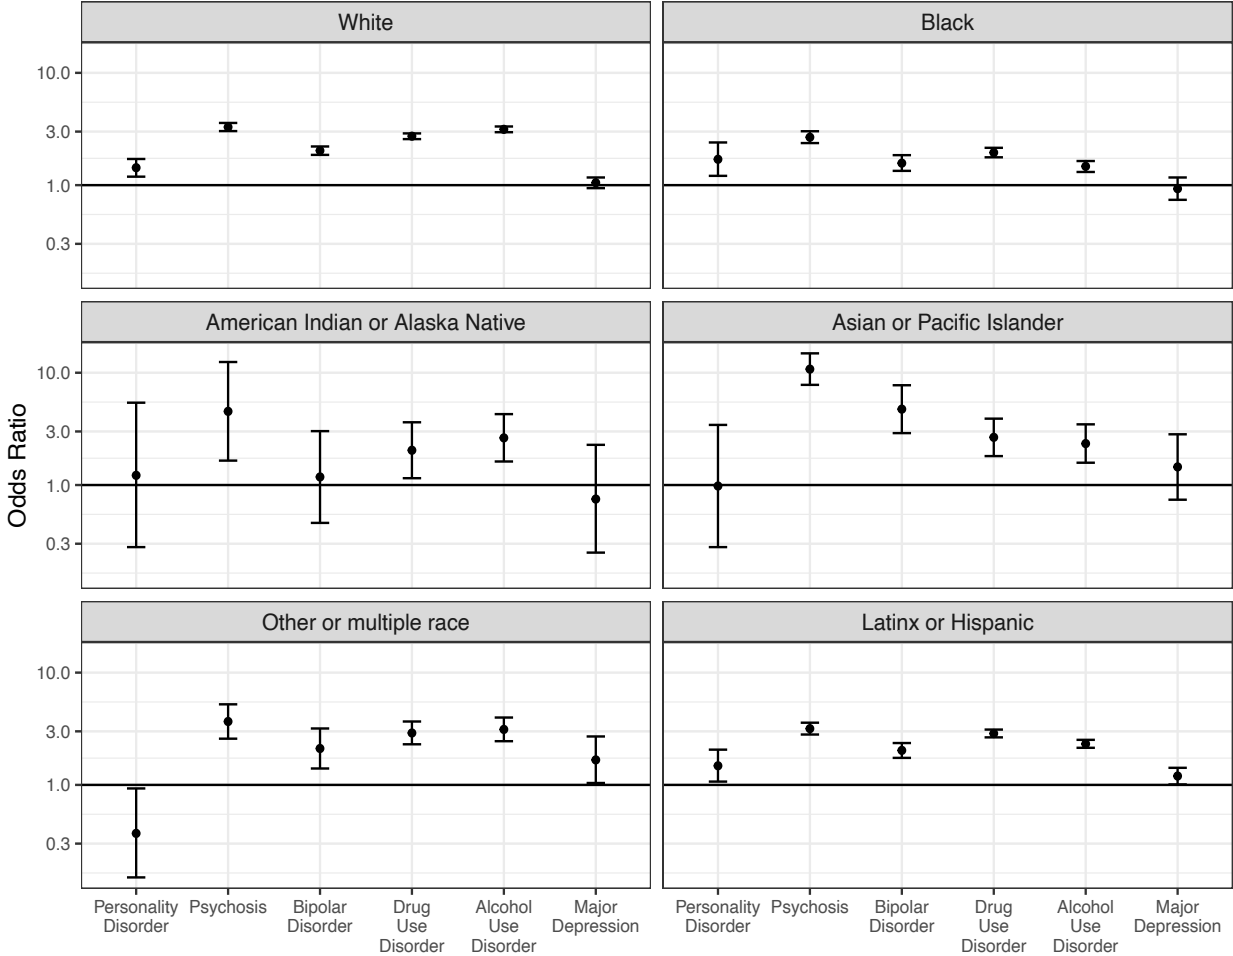 White
Black
10.0
3.0
1.0
0.3
American Indian or Alaska Native
Asian or Pacific Islander
10.0
3.0
1.0
0.3
Odds Ratio
Other or multiple race
Latinx or Hispanic
10.0
3.0
1.0
0.3
Personality Psychosis Bipolar Drug Alcohol Major
Disorder Disorder Use Use Depression
Disorder Disorder
Personality Psychosis Bipolar Drug Alcohol Major
Disorder Disorder Use Use Depression
Disorder Disorder